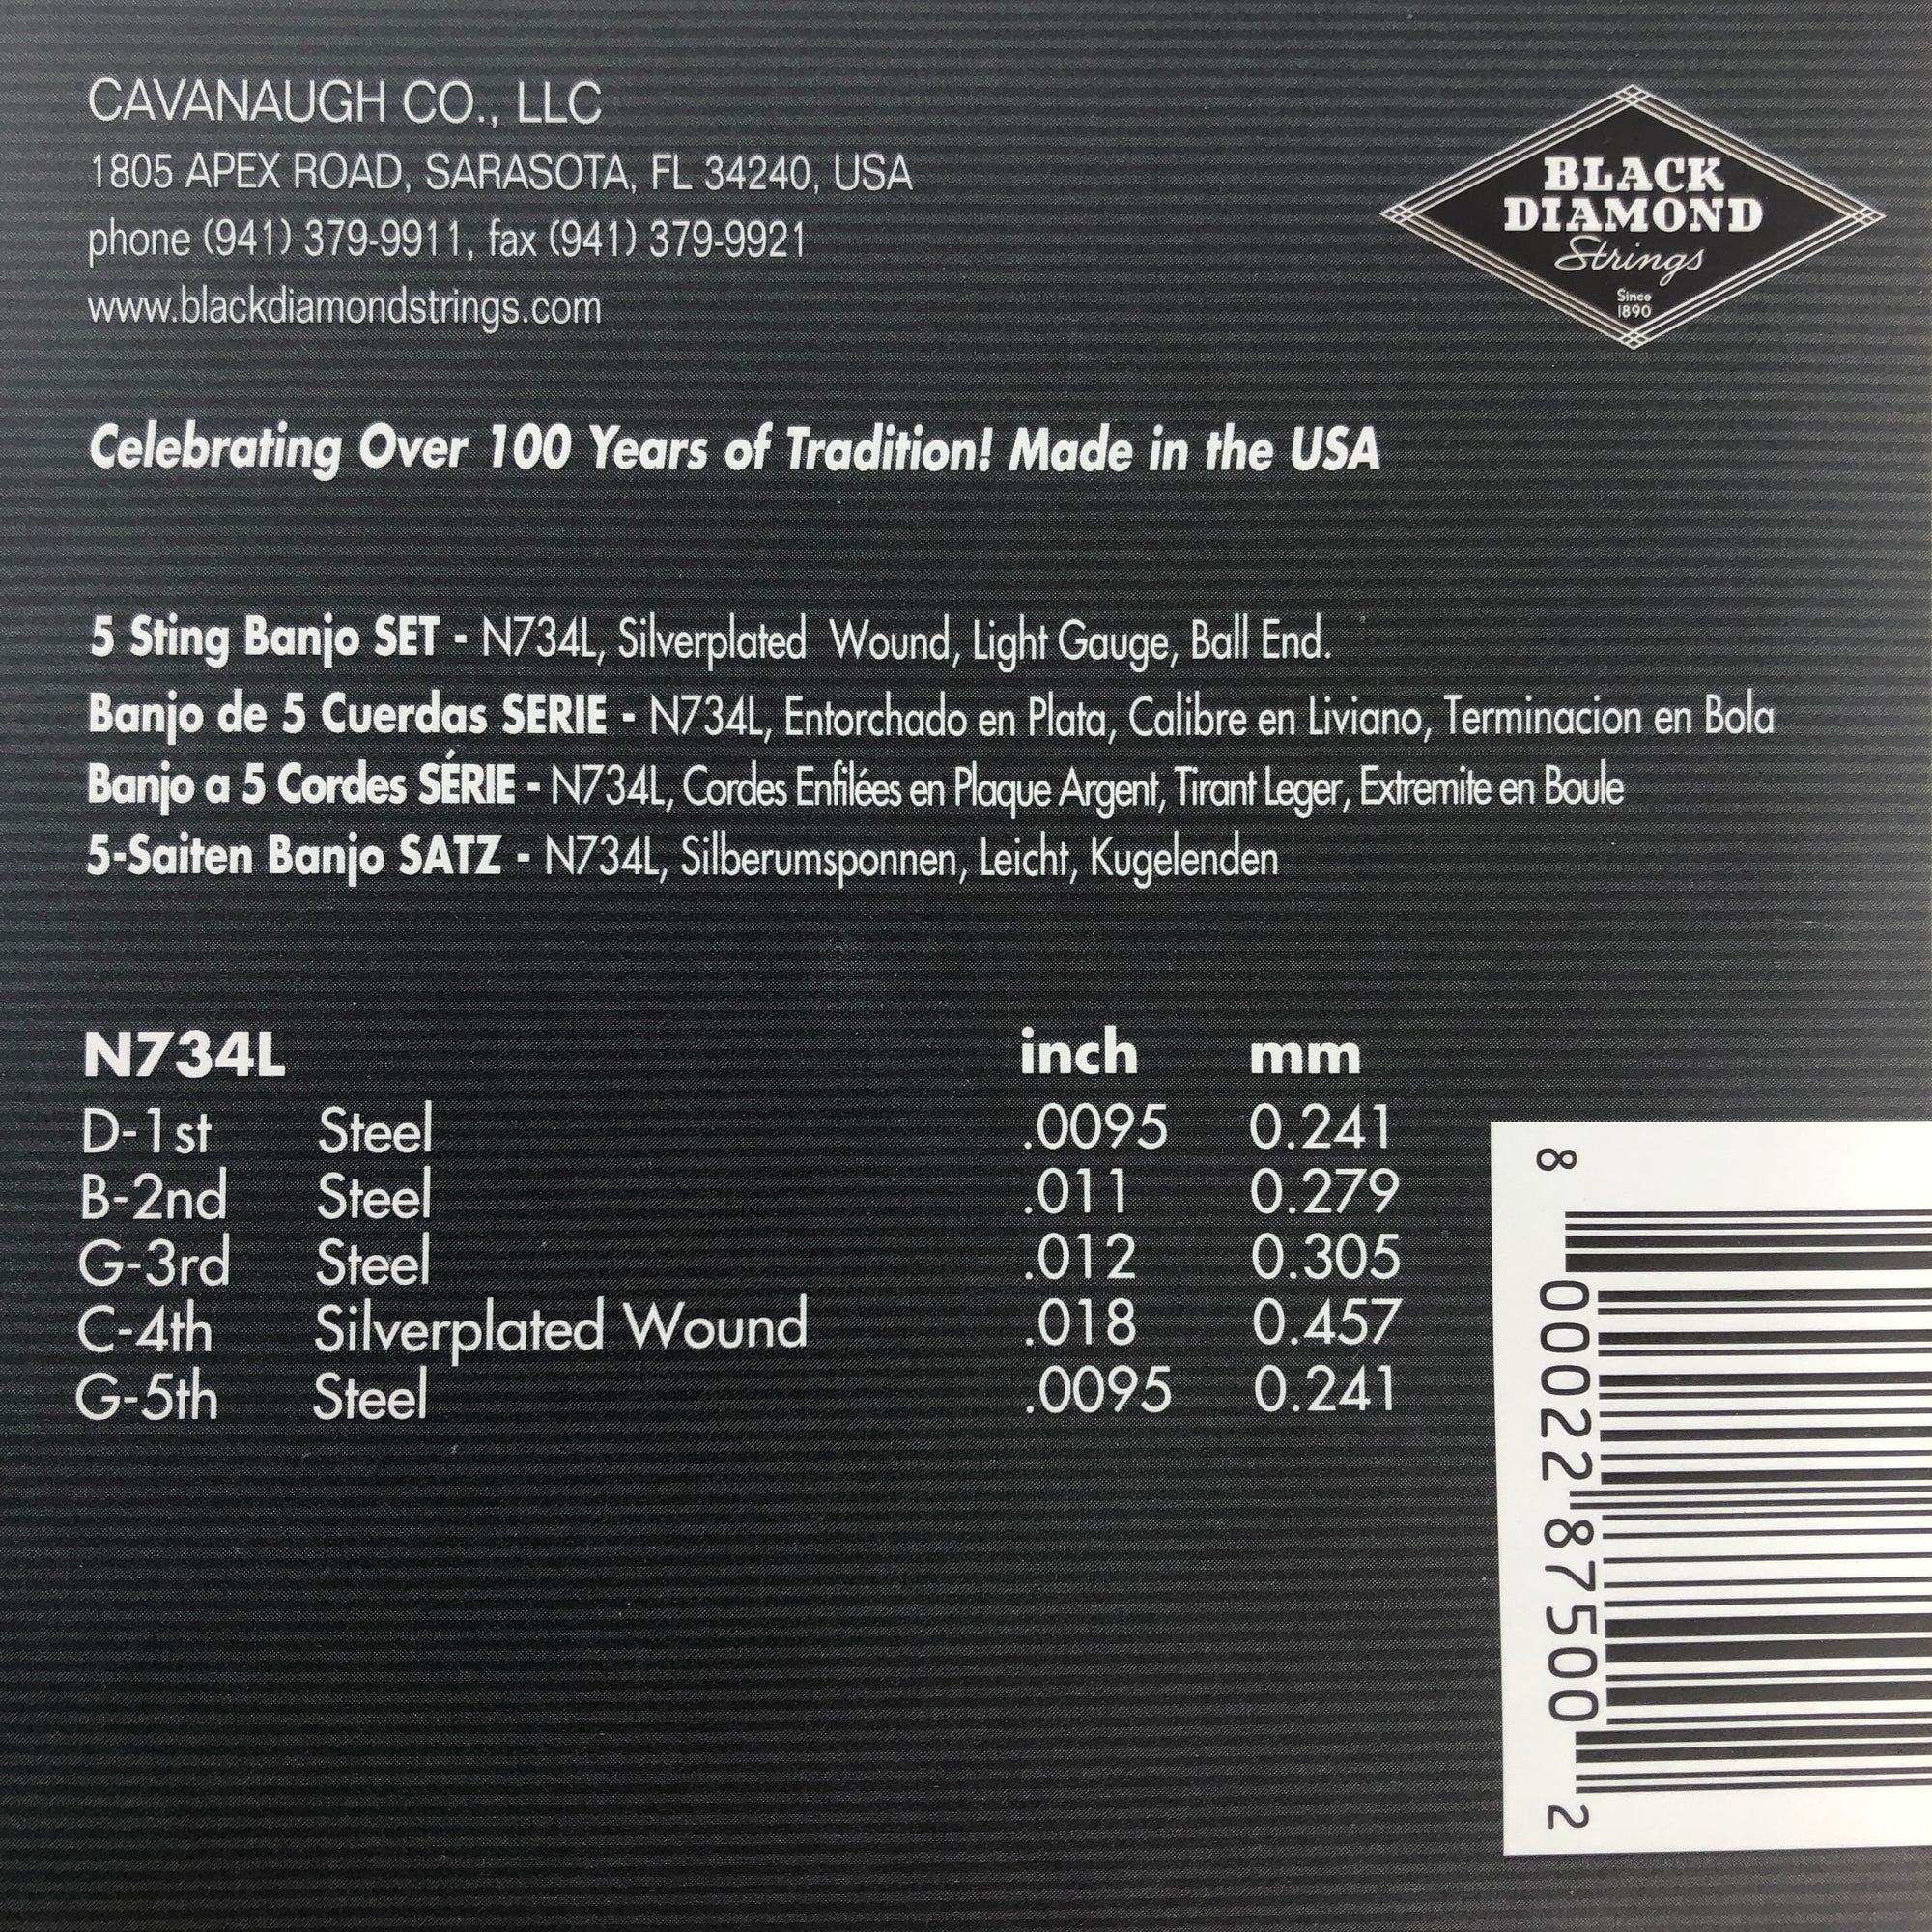 CAVANAUGH CO., LLC
1805 APEX ROAD, SARASOTA, FL 34240, USA
phone (941) 379-9911, fax (941) 379-9921
www.blackdiamondstrings.com
BLACK
DIAMOND
Strings
Since
1890
Celebrating Over 100 Years of Tradition! Made in the USA
5 Sting Banjo SET - N734L, Silverplated Wound, Light Gauge, Ball End.
Banjo de 5 Cuerdas SERIE - N734L, Entorchado en Plata, Calibre en Liviano, Terminacion en Bola
Banjo a 5 Cordes SÉRIE - N734L, Cordes Enfilées en Plaque Argent, Tirant Leger, Extremite en Boule
5-Saiten Banjo SATZ - N734L, Silberumsponnen, Leicht, Kugelenden
N734L inch mm
D-1st Steel .0095 0.241
B-2nd Steel .011 0.279
G-3rd Steel .012 0.305
C-4th Silverplated Wound .018 0.457
G-5th Steel .0095 0.241
8 00022 87500 2